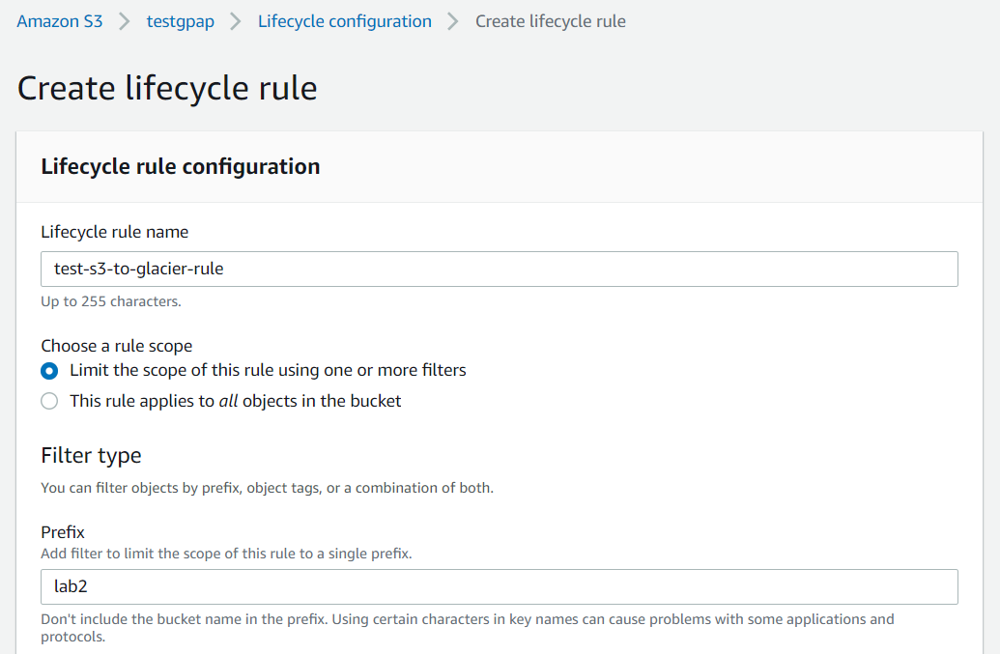 Amazon S3 > testgpap > Lifecycle configuration > Create lifecycle rule
Create lifecycle rule
Lifecycle rule configuration
Lifecycle rule name
test-s3-to-glacier-rule
Up to 255 characters.
Choose a rule scope
Limit the scope of this rule using one or more filters
This rule applies to all objects in the bucket
Filter type
You can filter objects by prefix, object tags, or a combination of both.
Prefix
Add filter to limit the scope of this rule to a single prefix.
lab2
Don't include the bucket name in the prefix. Using certain characters in key names can cause problems with some applications and
protocols.